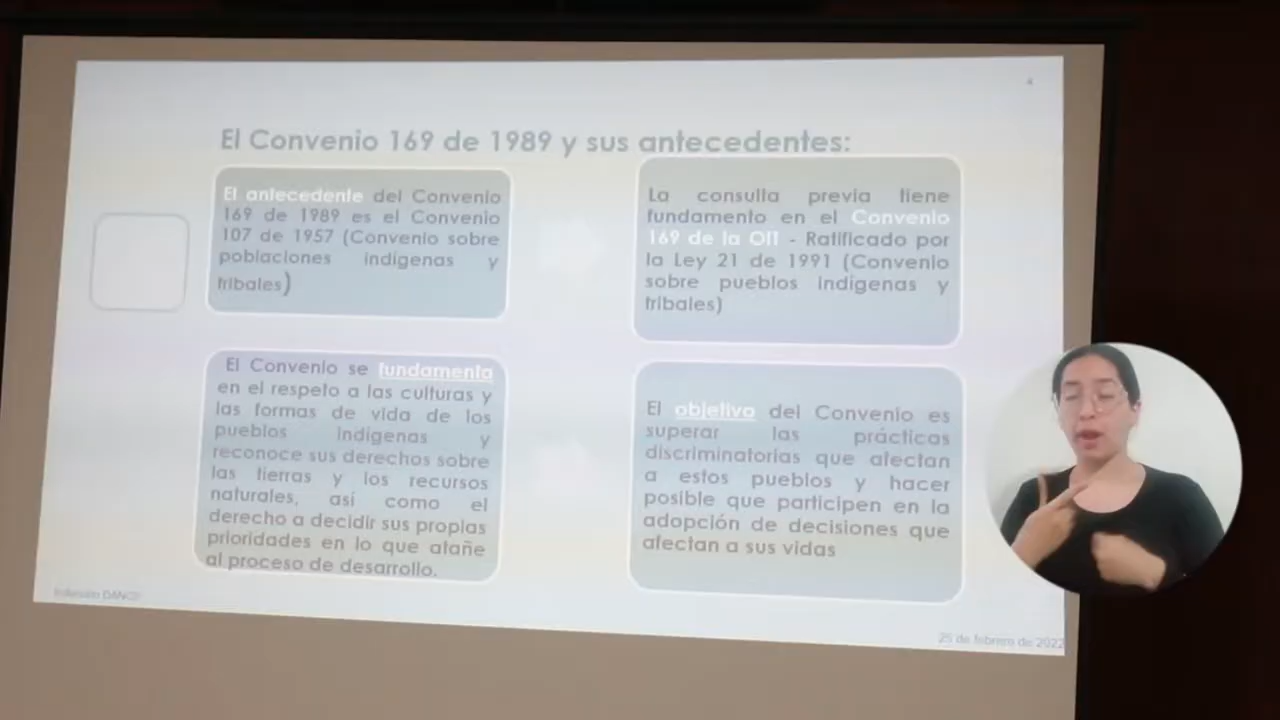 El Convenio 169 de 1989 y sus antecedentes:
El antecedente del Convenio
169 de 1989 es el Convenio
107 de 1957 (Convenio sobre
poblaciones indígenas y
tribales)
La consulta previa tiene
fundamento en el Convenio
169 de la OIT - Ratificado por
la Ley 21 de 1991 (Convenio
sobre pueblos indígenas y
tribales)
El Convenio se fundamenta
en el respeto a las culturas y
las formas de vida de los
pueblos indígenas y
reconoce sus derechos sobre
las tierras y los recursos
naturales, así como el
derecho a decidir sus propias
prioridades en lo que atañe
al proceso de desarrollo.
El objetivo del Convenio es
superar las prácticas
discriminatorias que afectan
a estos pueblos y hacer
posible que participen en la
adopción de decisiones que
afectan a sus vidas
25 de febrero de 2022